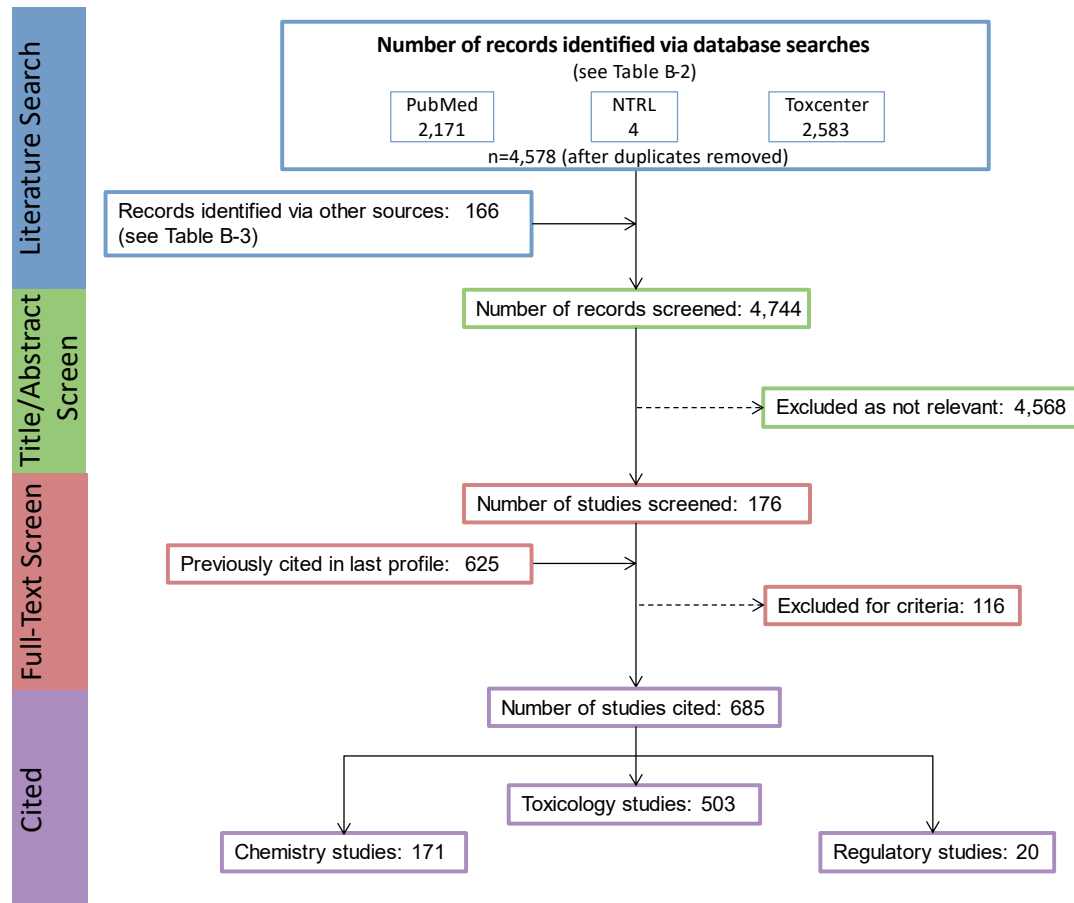 Literature Search
Number of records identified via database searches
(see Table B-2)
PubMed
2,171
NTRL
4
Toxcenter
2,583
n=4,578 (after duplicates removed)
Records identified via other sources: 166
(see Table B-3)
Title/Abstract
Screen
Number of records screened: 4,744
Excluded as not relevant: 4,568
Full-Text Screen
Number of studies screened: 176
Previously cited in last profile: 625
Excluded for criteria: 116
Cited
Number of studies cited: 685
Toxicology studies: 503
Chemistry studies: 171
Regulatory studies: 20